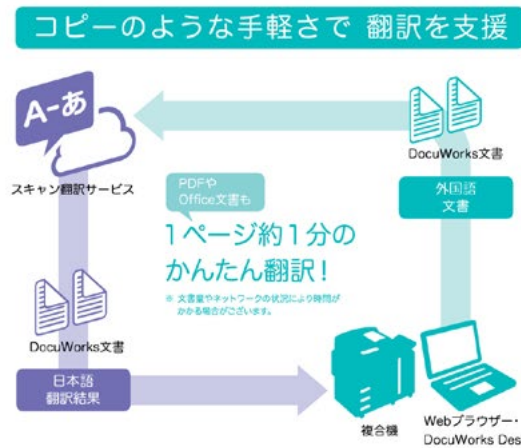 コピーのような手軽さで 翻訳を支援
A-あ
スキャン翻訳サービス
DocuWorks文書
外国語
文書
PDFや
Office文書も
1ページ約1分の
かんたん翻訳!
※ 文書量やネットワークの状況により時間が
かかる場合がございます。
DocuWorks文書
日本語
翻訳結果
複合機
Webブラウザー・
DocuWorks Des